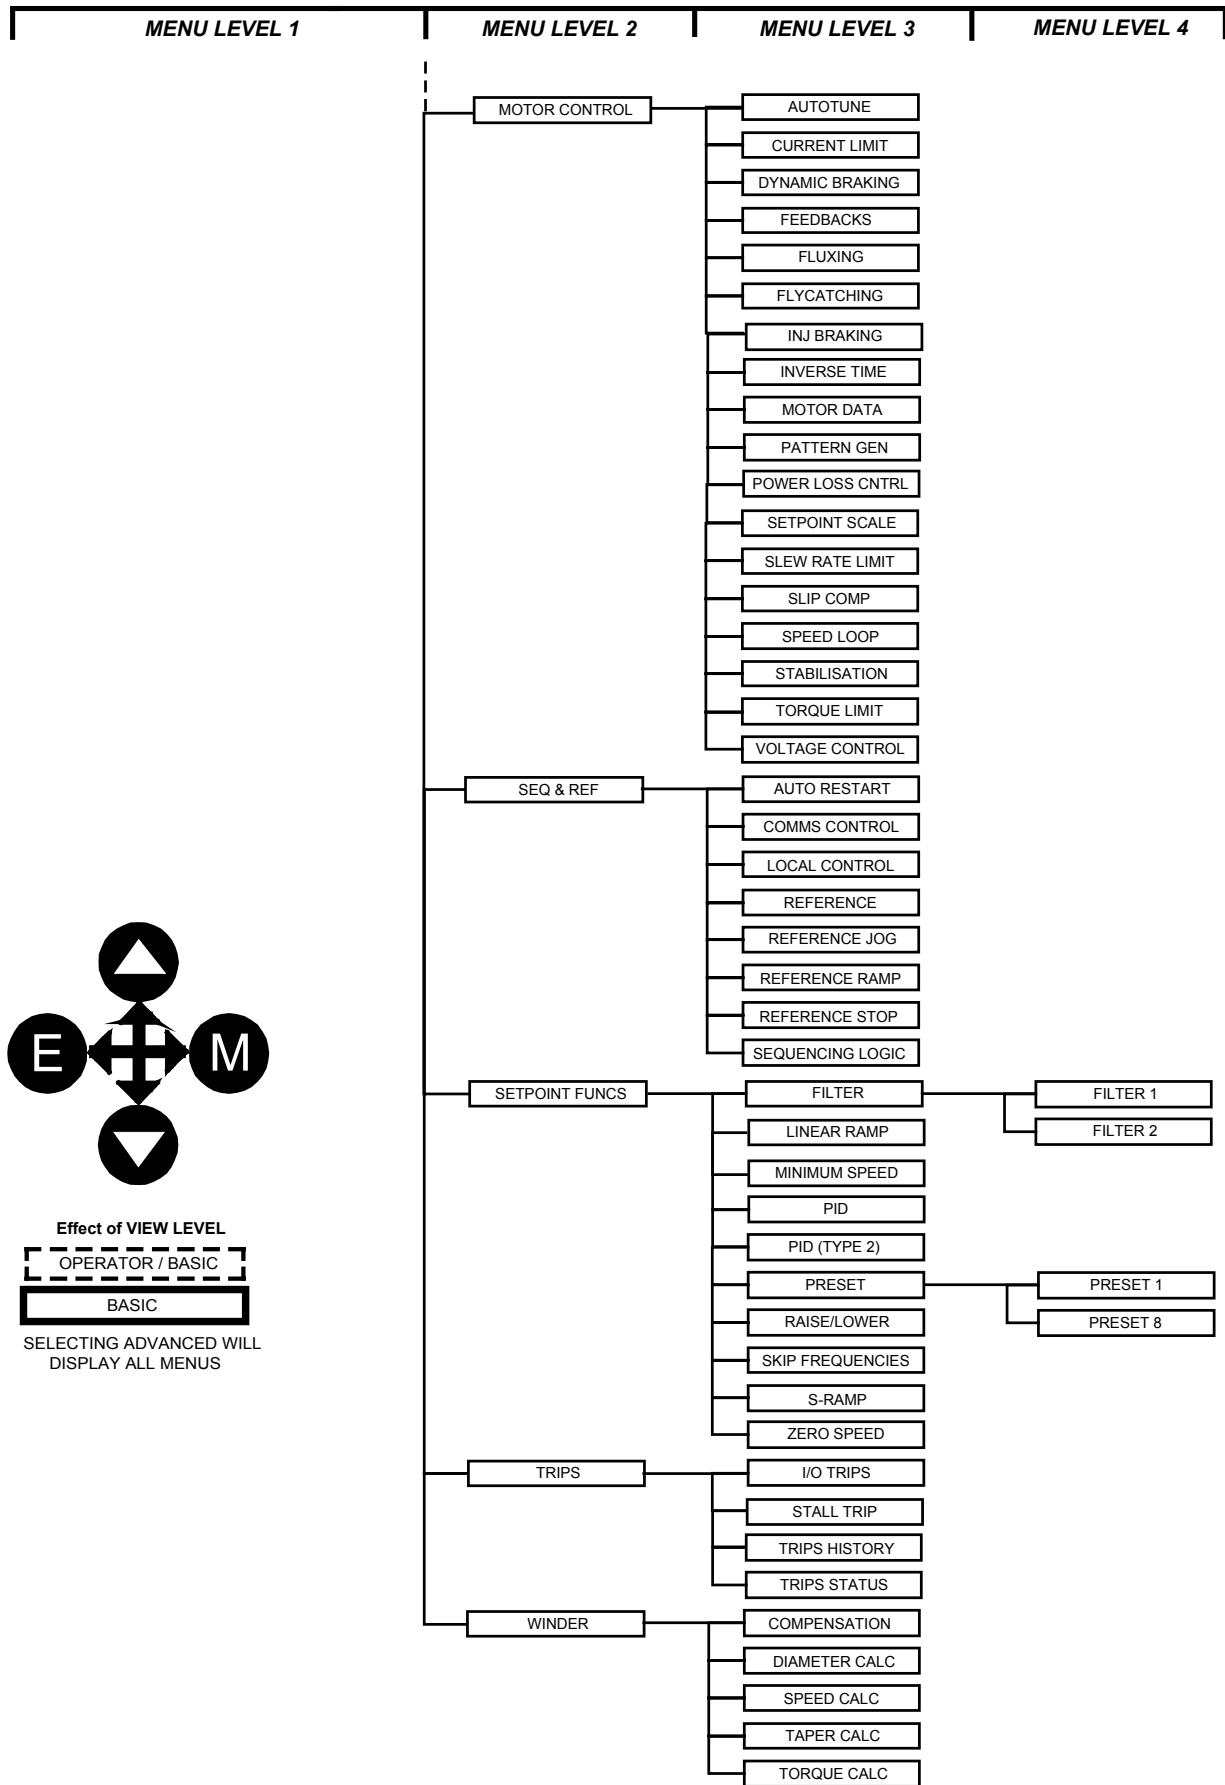 MENU LEVEL 1
MENU LEVEL 2
MENU LEVEL 3
MENU LEVEL 4
MOTOR CONTROL
AUTOTUNE
CURRENT LIMIT
DYNAMIC BRAKING
FEEDBACKS
FLUXING
FLYCATCHING
INJ BRAKING
INVERSE TIME
MOTOR DATA
PATTERN GEN
POWER LOSS CNTRL
SETPOINT SCALE
SLEW RATE LIMIT
SLIP COMP
SPEED LOOP
STABILISATION
TORQUE LIMIT
VOLTAGE CONTROL
SEQ & REF
AUTO RESTART
COMMS CONTROL
LOCAL CONTROL
REFERENCE
REFERENCE JOG
REFERENCE RAMP
REFERENCE STOP
SEQUENCING LOGIC
SETPOINT FUNCS
FILTER
FILTER 1
FILTER 2
LINEAR RAMP
MINIMUM SPEED
PID
PID (TYPE 2)
PRESET
PRESET 1
PRESET 8
RAISE/LOWER
SKIP FREQUENCIES
S-RAMP
ZERO SPEED
TRIPS
I/O TRIPS
STALL TRIP
TRIPS HISTORY
TRIPS STATUS
WINDER
COMPENSATION
DIAMETER CALC
SPEED CALC
TAPER CALC
TORQUE CALC
E
M
Effect of VIEW LEVEL
OPERATOR / BASIC
BASIC
SELECTING ADVANCED WILL
DISPLAY ALL MENUS